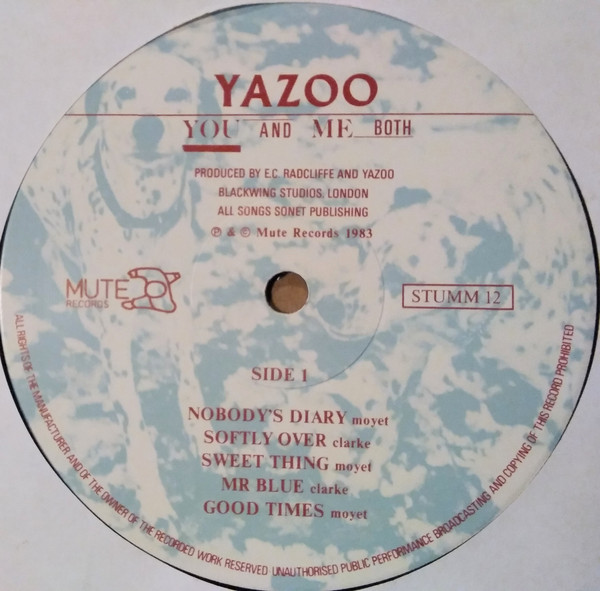 YAZOO
YOU AND ME BOTH
PRODUCED BY E.C. RADCLIFFE AND YAZOO
BLACKWING STUDIOS, LONDON
ALL SONGS SONET PUBLISHING
℗ & © Mute Records 1983
MUTE
RECORDS
STUMM 12
SIDE 1
NOBODY'S DIARY moyet
SOFTLY OVER clarke
SWEET THING moyet
MR BLUE clarke
GOOD TIMES moyet
ALL RIGHTS OF THE MANUFACTURER AND OF THE OWNER OF THE RECORDED WORK RESERVED UNAUTHORISED PUBLIC PERFORMANCE BROADCASTING AND COPYING OF THIS RECORD PROHIBITED